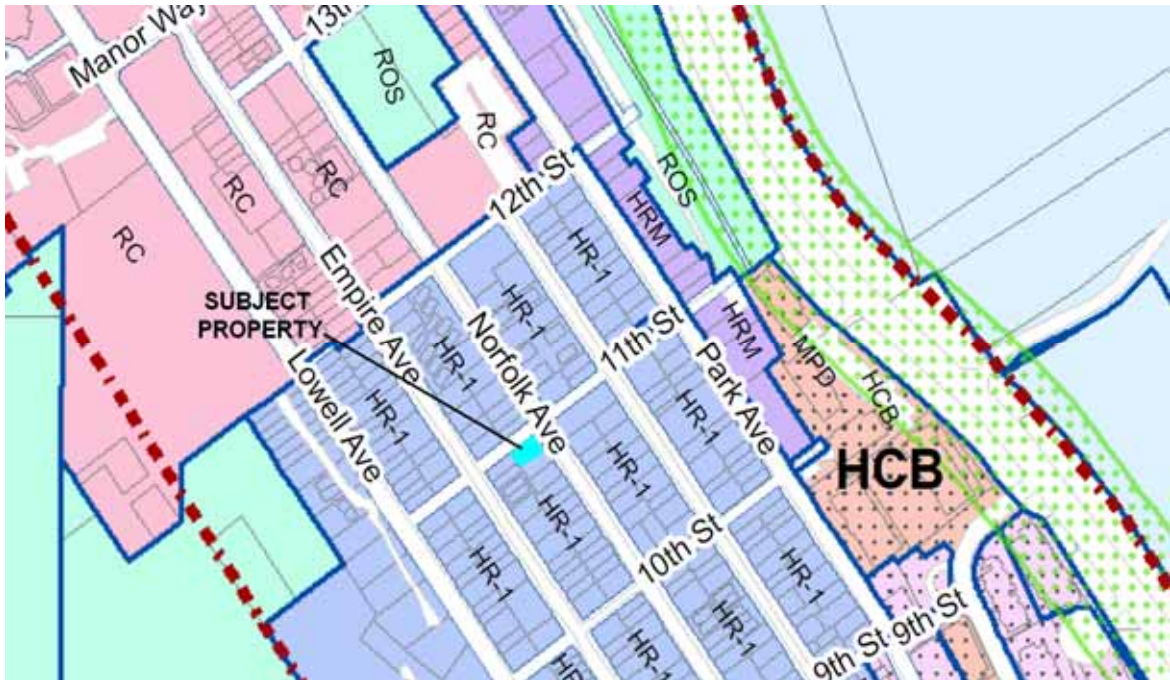 Manor Way
13th
ROS
RC
RC
RC
RC
12th St
ROS
HRM
HR-1
SUBJECT
PROPERTY
Empire Ave
Norfolk Ave
HR-1
HR-1
11th St
HRM
MPD
HCB
Lowell Ave
HR-1
Park Ave
HR-1
HR-1
HCB
HR-1
HR-1
10th St
HR-1
HR-1
HR-1
HR-1
9th St
9th St